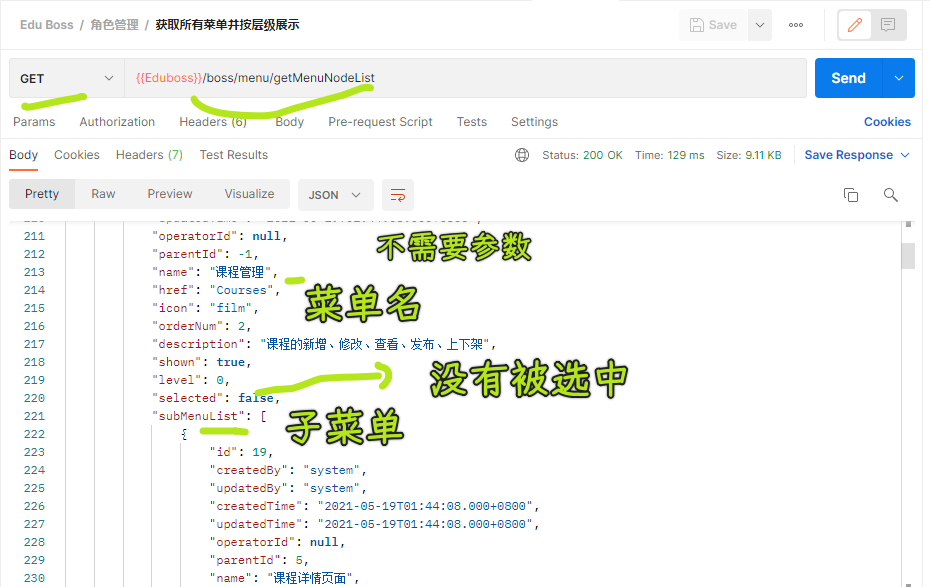 Edu Boss / 角色管理 / 获取所有菜单并按层级展示
Save
GET {{Eduboss}}/boss/menu/getMenuNodeList Send
Params Authorization Headers (6) Body Pre-request Script Tests Settings Cookies
Body Cookies Headers (7) Test Results Status: 200 OK Time: 129 ms Size: 9.11 KB Save Response
Pretty Raw Preview Visualize JSON
211 "operatorId": null,
212 "parentId": -1,
不需要参数
213 "name": "课程管理",
214 "href": "Courses",
菜单名
215 "icon": "film",
216 "orderNum": 2,
217 "description": "课程的新增、修改、查看、发布、上下架",
218 "shown": true,
219 "level": 0,
没有被选中
220 "selected": false,
221 "subMenuList": [
子菜单
222 {
223 "id": 19,
224 "createdBy": "system",
225 "updatedBy": "system",
226 "createdTime": "2021-05-19T01:44:08.000+0800",
227 "updatedTime": "2021-05-19T01:44:08.000+0800",
228 "operatorId": null,
229 "parentId": 5,
230 "name": "课程详情页面",